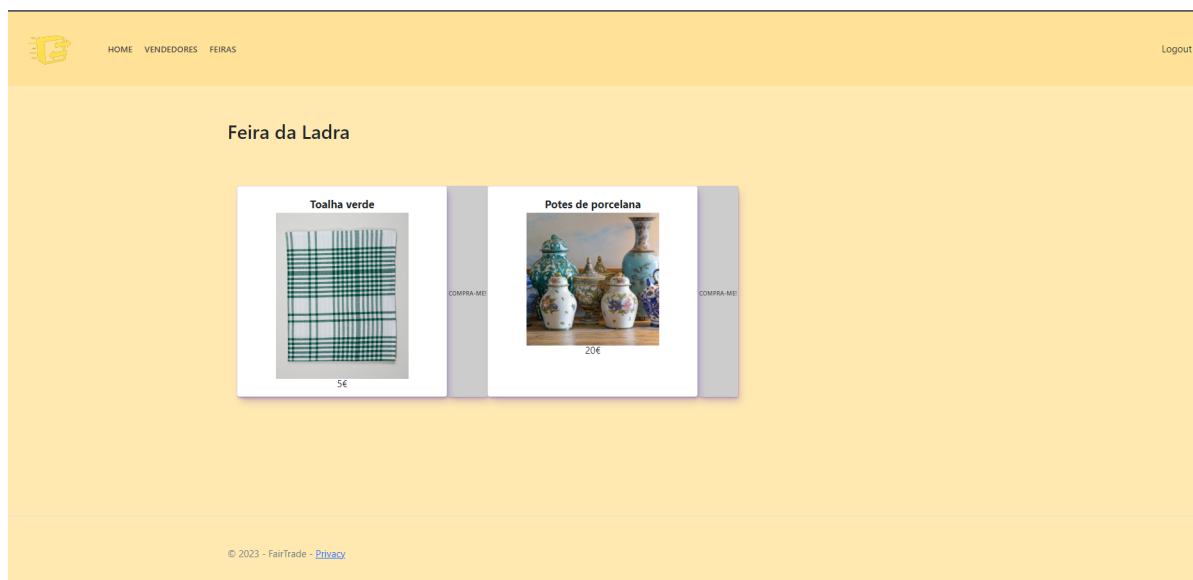 HOME VENDEDORES FEIRAS Logout
Feira da Ladra
Toalha verde
5€
COMPRA-ME!
Potes de porcelana
20€
COMPRA-ME!
© 2023 - FairTrade - Privacy